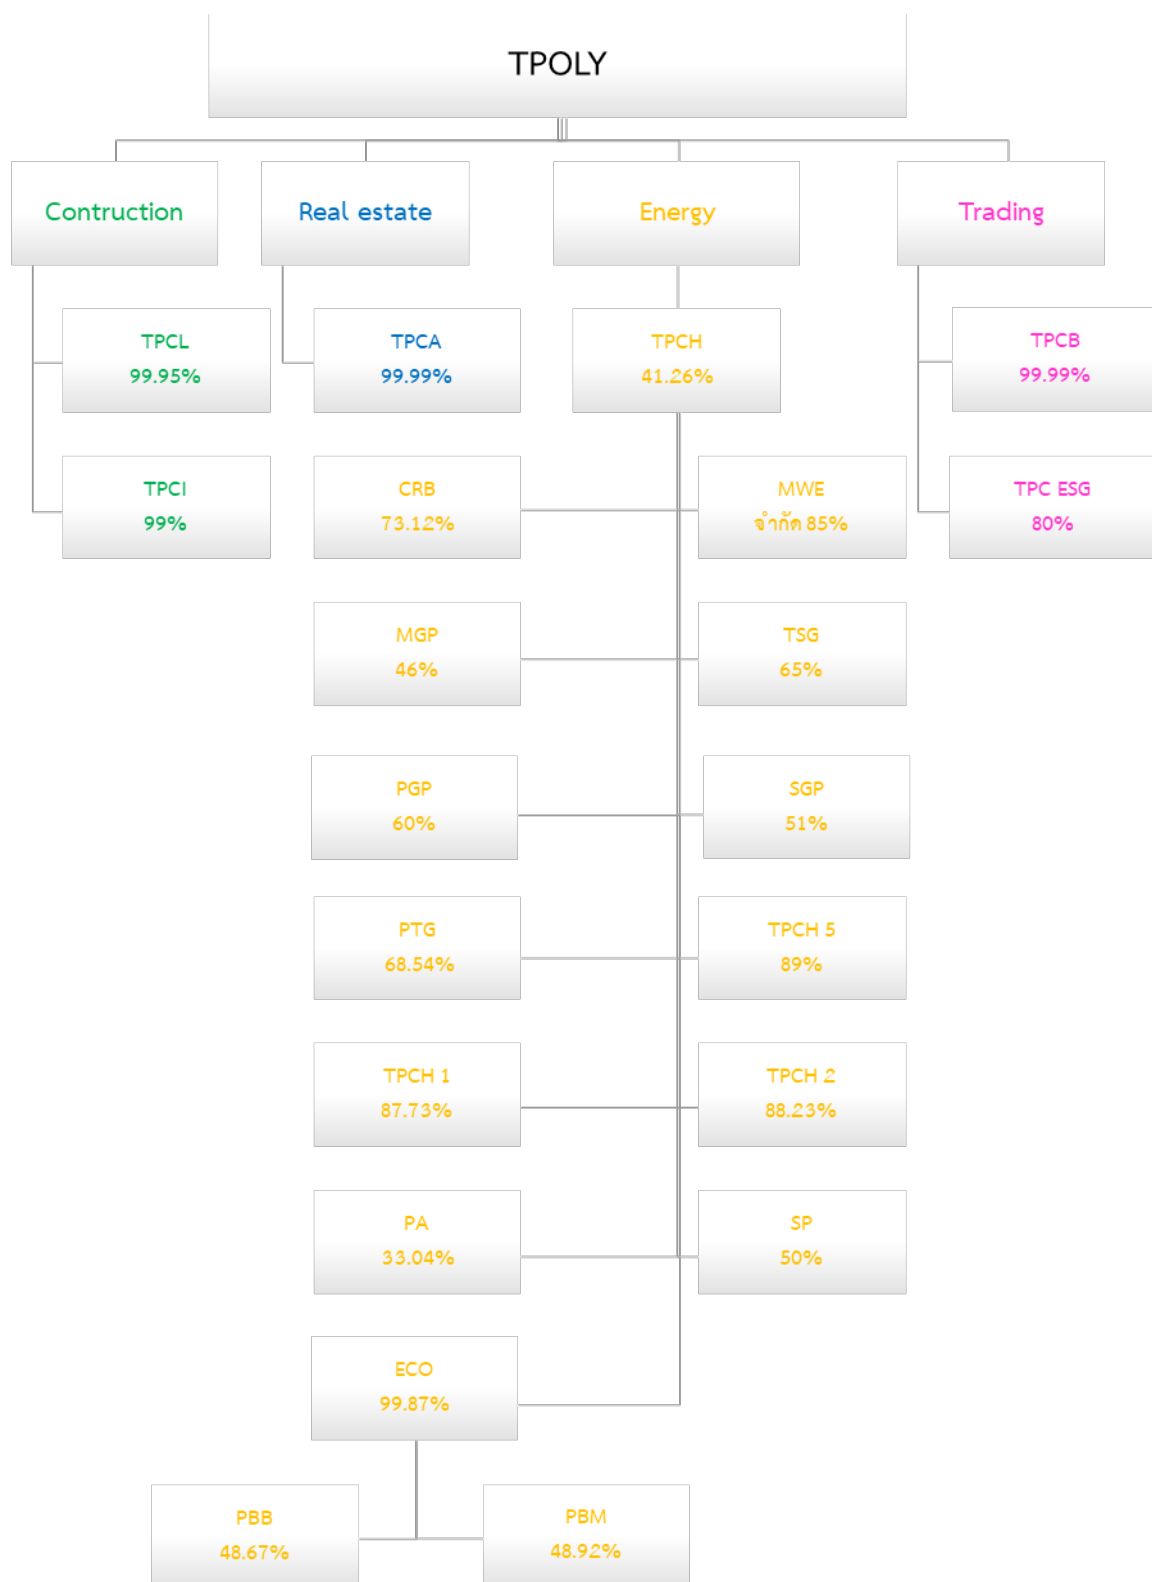 TPOLY
Contruction
Real estate
Energy
Trading
TPCL
99.95%
TPCA
99.99%
TPCH
41.26%
TPCB
99.99%
TPCI
99%
CRB
73.12%
MWE
จำกัด 85%
TPC ESG
80%
MGP
46%
TSG
65%
PGP
60%
SGP
51%
PTG
68.54%
TPCH 5
89%
TPCH 1
87.73%
TPCH 2
88.23%
PA
33.04%
SP
50%
ECO
99.87%
PBB
48.67%
PBM
48.92%